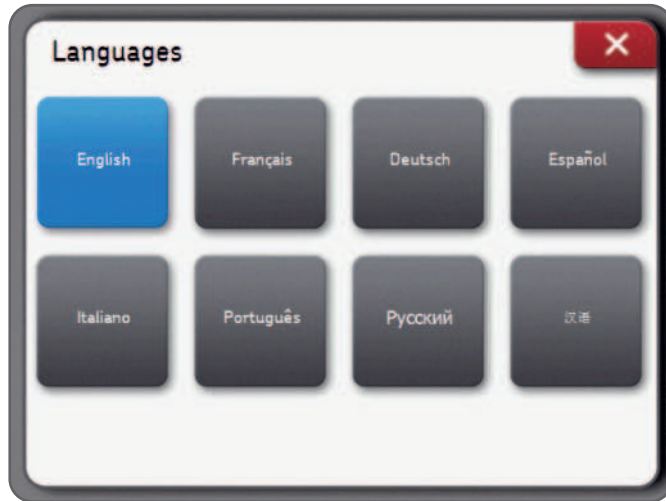 Languages
English
Français
Deutsch
Español
Italiano
Português
Русский
汉语